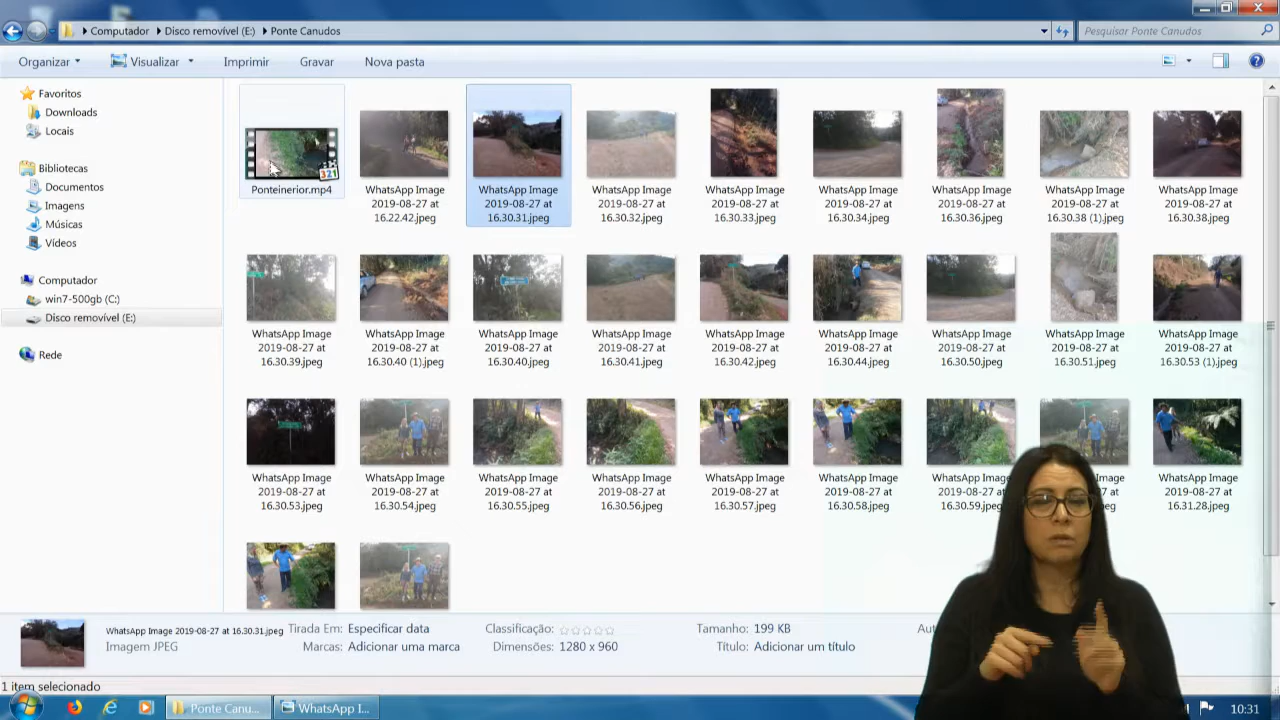 Computador ▸ Disco removível (E:) ▸ Ponte Canudos
Pesquisar Ponte Canudos
Organizar
Visualizar
Imprimir
Gravar
Nova pasta
Favoritos
Downloads
Locais
Bibliotecas
Documentos
Imagens
Músicas
Vídeos
Computador
win7-500gb (C:)
Disco removível (E:)
Rede
Ponteinerior.mp4
WhatsApp Image
2019-08-27 at
16.22.42.jpeg
WhatsApp Image
2019-08-27 at
16.30.31.jpeg
WhatsApp Image
2019-08-27 at
16.30.32.jpeg
WhatsApp Image
2019-08-27 at
16.30.33.jpeg
WhatsApp Image
2019-08-27 at
16.30.34.jpeg
WhatsApp Image
2019-08-27 at
16.30.36.jpeg
WhatsApp Image
2019-08-27 at
16.30.38 (1).jpeg
WhatsApp Image
2019-08-27 at
16.30.38.jpeg
WhatsApp Image
2019-08-27 at
16.30.39.jpeg
WhatsApp Image
2019-08-27 at
16.30.40 (1).jpeg
WhatsApp Image
2019-08-27 at
16.30.40.jpeg
WhatsApp Image
2019-08-27 at
16.30.41.jpeg
WhatsApp Image
2019-08-27 at
16.30.42.jpeg
WhatsApp Image
2019-08-27 at
16.30.44.jpeg
WhatsApp Image
2019-08-27 at
16.30.50.jpeg
WhatsApp Image
2019-08-27 at
16.30.51.jpeg
WhatsApp Image
2019-08-27 at
16.30.53 (1).jpeg
WhatsApp Image
2019-08-27 at
16.30.53.jpeg
WhatsApp Image
2019-08-27 at
16.30.54.jpeg
WhatsApp Image
2019-08-27 at
16.30.55.jpeg
WhatsApp Image
2019-08-27 at
16.30.56.jpeg
WhatsApp Image
2019-08-27 at
16.30.57.jpeg
WhatsApp Image
2019-08-27 at
16.30.58.jpeg
WhatsApp Image
2019-08-27 at
16.30.59.jpeg
WhatsApp Image
2019-08-27 at
16.31.28.jpeg
WhatsApp Image 2019-08-27 at 16.30.31.jpeg
Imagem JPEG
Tirada Em: Especificar data
Marcas: Adicionar uma marca
Classificação:
Dimensões: 1280 x 960
Tamanho: 199 KB
Título: Adicionar um título
1 item selecionado
Ponte Canu...
WhatsApp I...
10:31